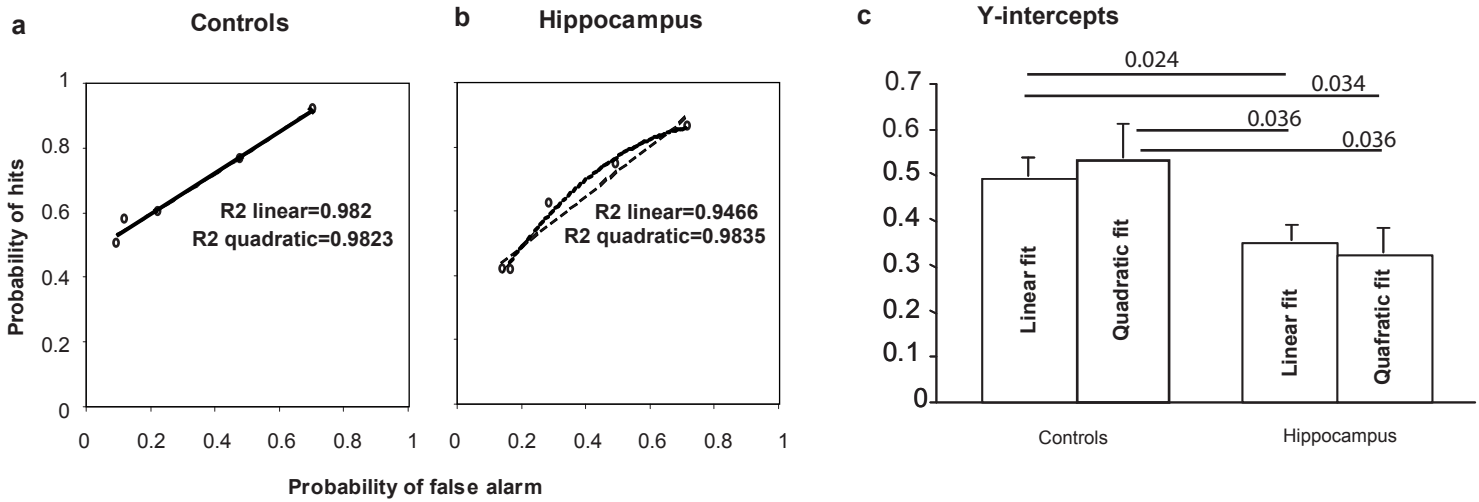 a
Controls
b
Hippocampus
c
Y-intercepts
Probability of hits
1
0.8
0.6
0.4
0.2
0
R2 linear=0.982
R2 quadratic=0.9823
0 0.2 0.4 0.6 0.8 1
R2 linear=0.9466
R2 quadratic=0.9835
0 0.2 0.4 0.6 0.8 1
Probability of false alarm
0.7
0.6
0.5
0.4
0.3
0.2
0.1
0
0.024
0.034
0.036
0.036
Linear fit
Quadratic fit
Linear fit
Quafratic fit
Controls
Hippocampus